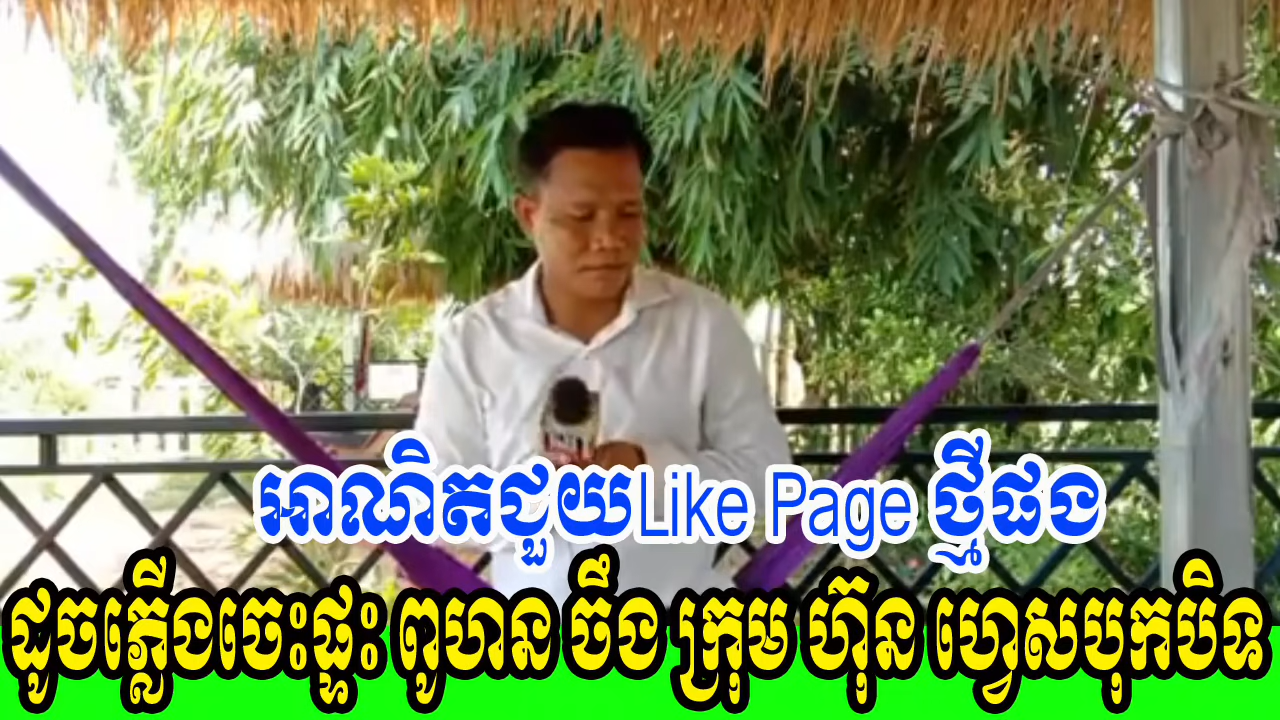 អាណិតជួយLike Page ថ្មីផង
ដូចភ្លើងចេះផ្ទះ ពូហាន ចឹង ក្រុម ហ៊ុន ហ្វេសបុកបិទ